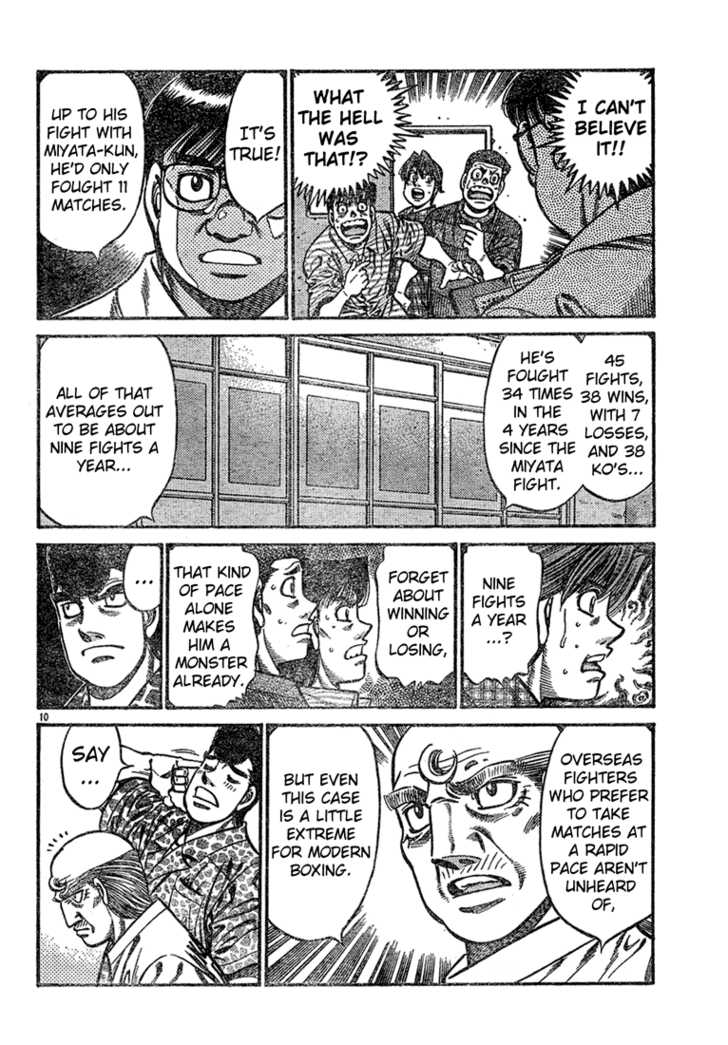 I CAN'T
BELIEVE
IT!!
WHAT
THE HELL
WAS
THAT!?
IT'S
TRUE!
UP TO HIS
FIGHT WITH
MIYATA-KUN,
HE'D ONLY
FOUGHT 11
MATCHES.
45
FIGHTS,
38 WINS,
WITH 7
LOSSES,
AND 38
KO'S...
HE'S
FOUGHT
34 TIMES
IN THE
4 YEARS
SINCE THE
MIYATA
FIGHT.
ALL OF THAT
AVERAGES OUT
TO BE ABOUT
NINE FIGHTS A
YEAR...
NINE
FIGHTS
A YEAR
...?
FORGET
ABOUT
WINNING
OR
LOSING,
THAT KIND
OF PACE
ALONE
MAKES
HIM A
MONSTER
ALREADY.
...
10
OVERSEAS
FIGHTERS
WHO PREFER
TO TAKE
MATCHES AT
A RAPID
PACE AREN'T
UNHEARD
OF,
BUT EVEN
THIS CASE
IS A LITTLE
EXTREME
FOR MODERN
BOXING.
SAY
...